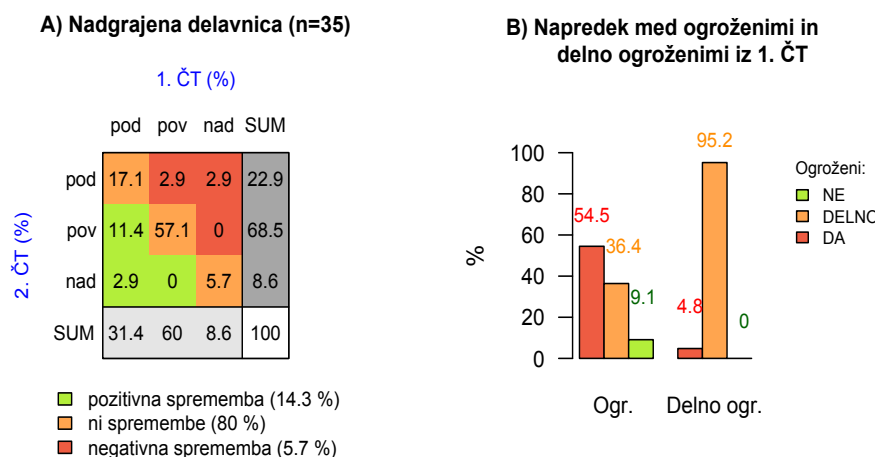 A) Nadgrajena delavnica (n=35)
1. ČT (%)
pod pov nad SUM
2. ČT (%)
pod 17.1 2.9 2.9 22.9
pov 11.4 57.1 0 68.5
nad 2.9 0 5.7 8.6
SUM 31.4 60 8.6 100
pozitivna sprememba (14.3 %)
ni spremembe (80 %)
negativna sprememba (5.7 %)
B) Napredek med ogroženimi in
delno ogroženimi iz 1. ČT
%
100
80
60
40
20
0
54.5
36.4
9.1
4.8
95.2
0
Ogr. Delno ogr.
Ogroženi:
NE
DELNO
DA